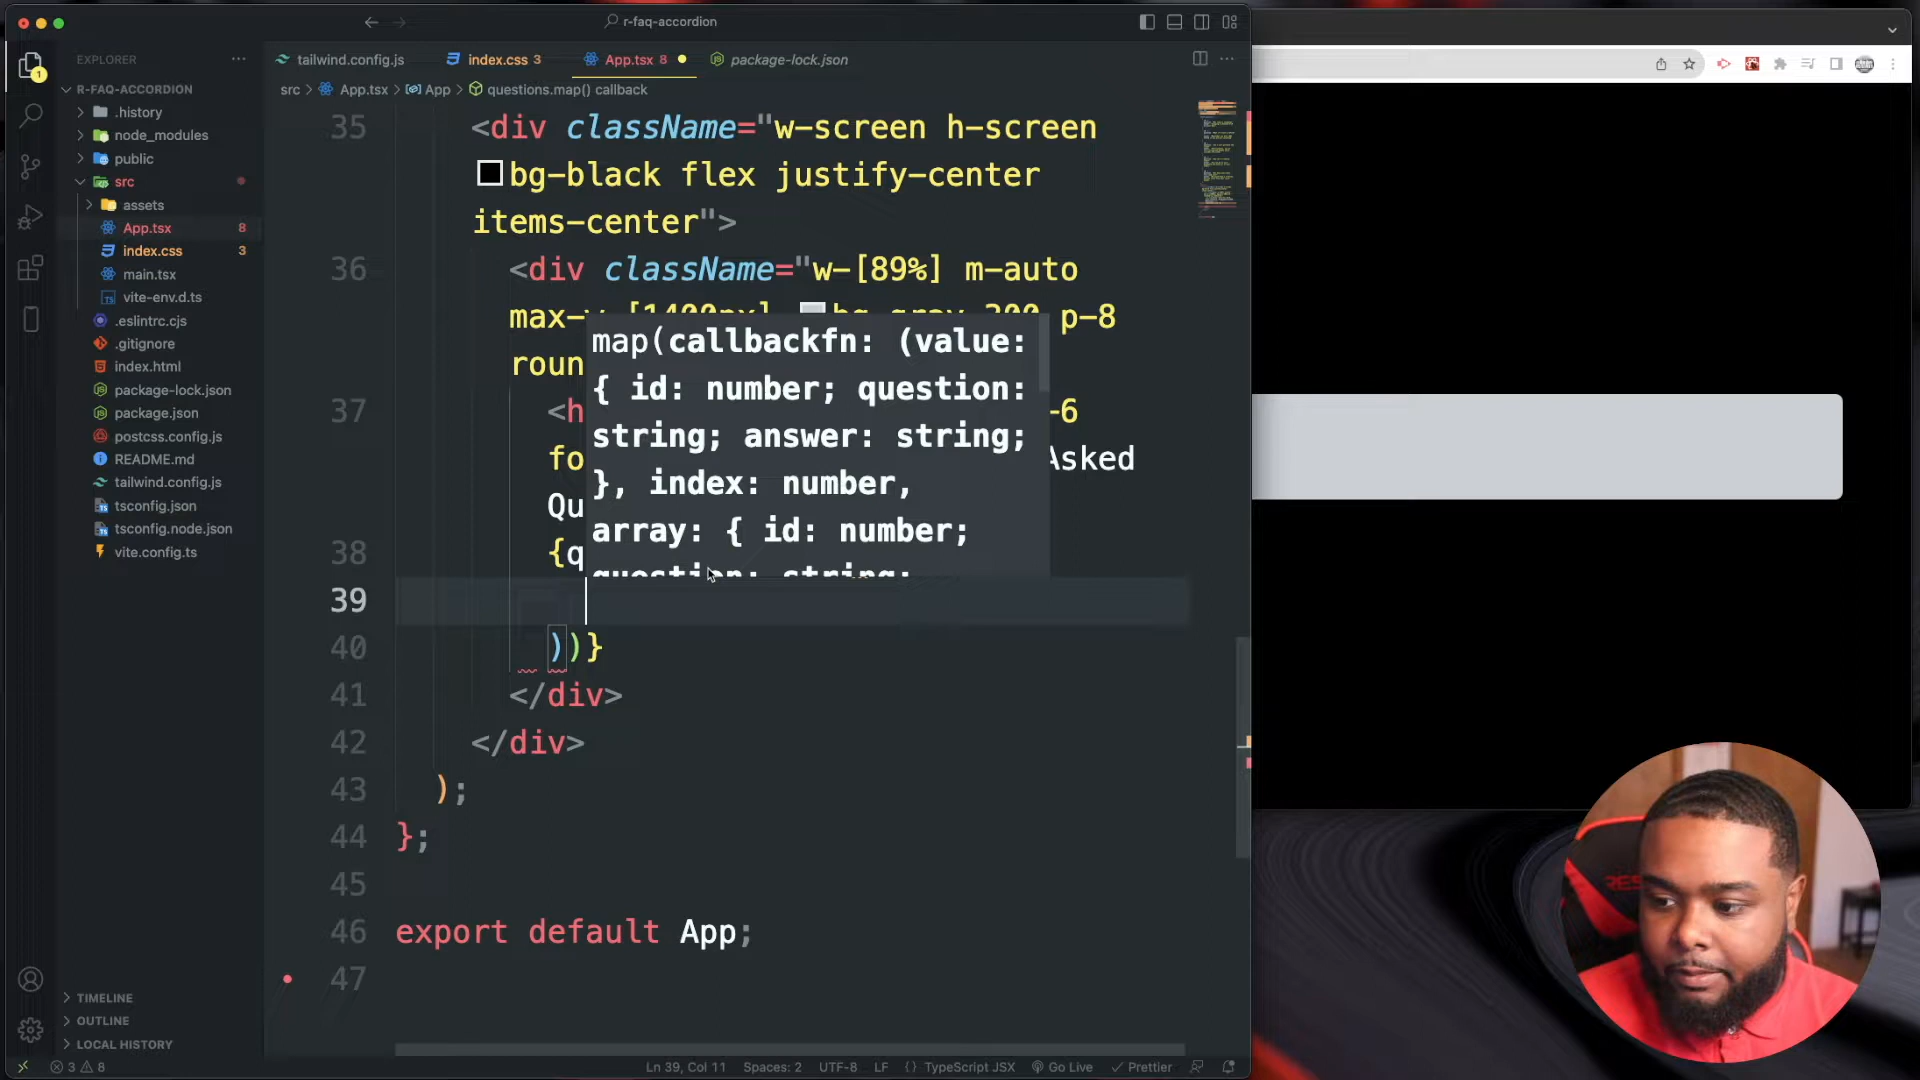 r-faq-accordion
EXPLORER
tailwind.config.js
index.css 3
App.tsx 8
package-lock.json
src > App.tsx > App > questions.map() callback
1
R-FAQ-ACCORDION
.history
node_modules
public
src
assets
App.tsx 8
index.css 3
main.tsx
vite-env.d.ts
.eslintrc.cjs
.gitignore
index.html
package-lock.json
package.json
postcss.config.js
README.md
tailwind.config.js
tsconfig.json
tsconfig.node.json
vite.config.ts
TIMELINE
OUTLINE
LOCAL HISTORY
35 <div className="w-screen h-screen
bg-black flex justify-center
items-center">
36 <div className="w-[89%] m-auto
p-8
roun
37 <h -6
fo Asked
Qu
38 {q
39
40 ))}
41 </div>
42 </div>
43 );
44 };
45
46 export default App;
47
map(callbackfn: (value:
{ id: number; question:
string; answer: string;
}, index: number,
array: { id: number;
question: string;
3 8
Ln 39, Col 11
Spaces: 2
UTF-8
LF
{} TypeScript JSX
Go Live
Prettier